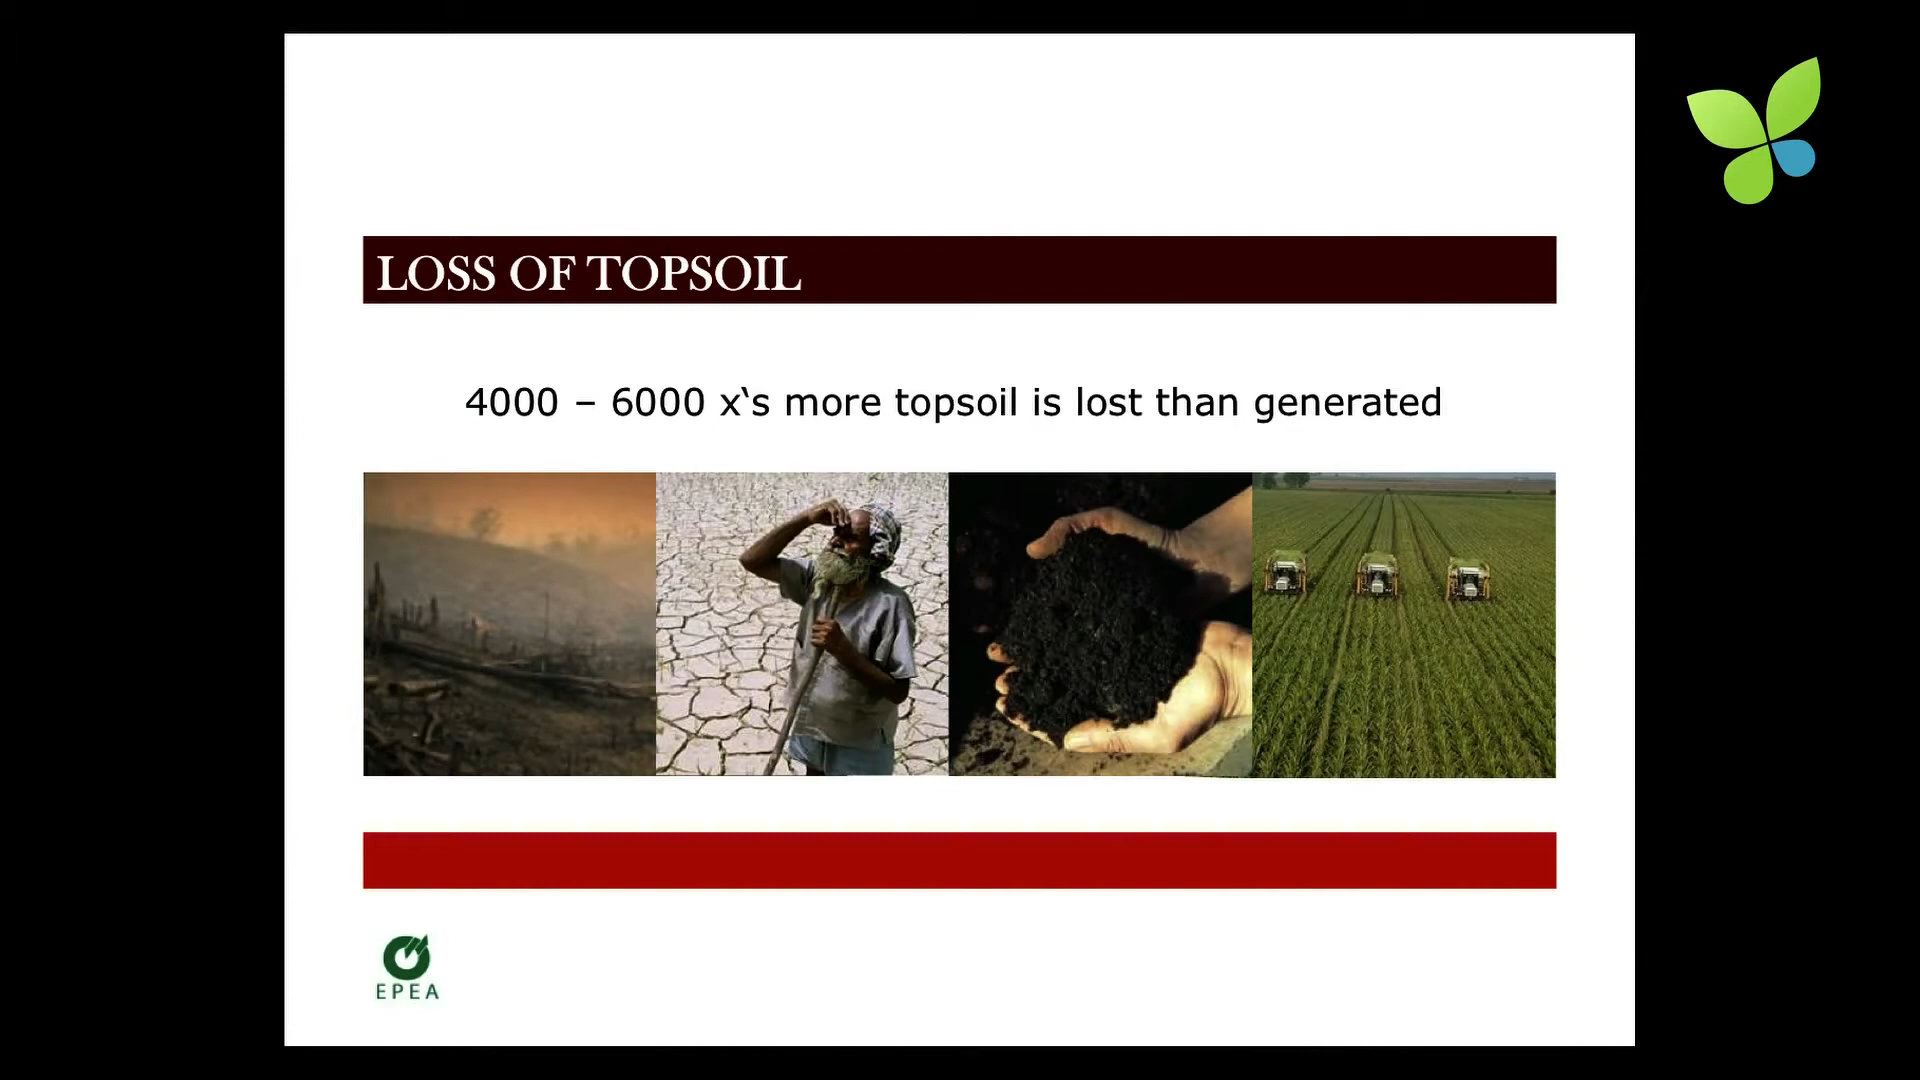 LOSS OF TOPSOIL
4000 – 6000 x‘s more topsoil is lost than generated
EPEA